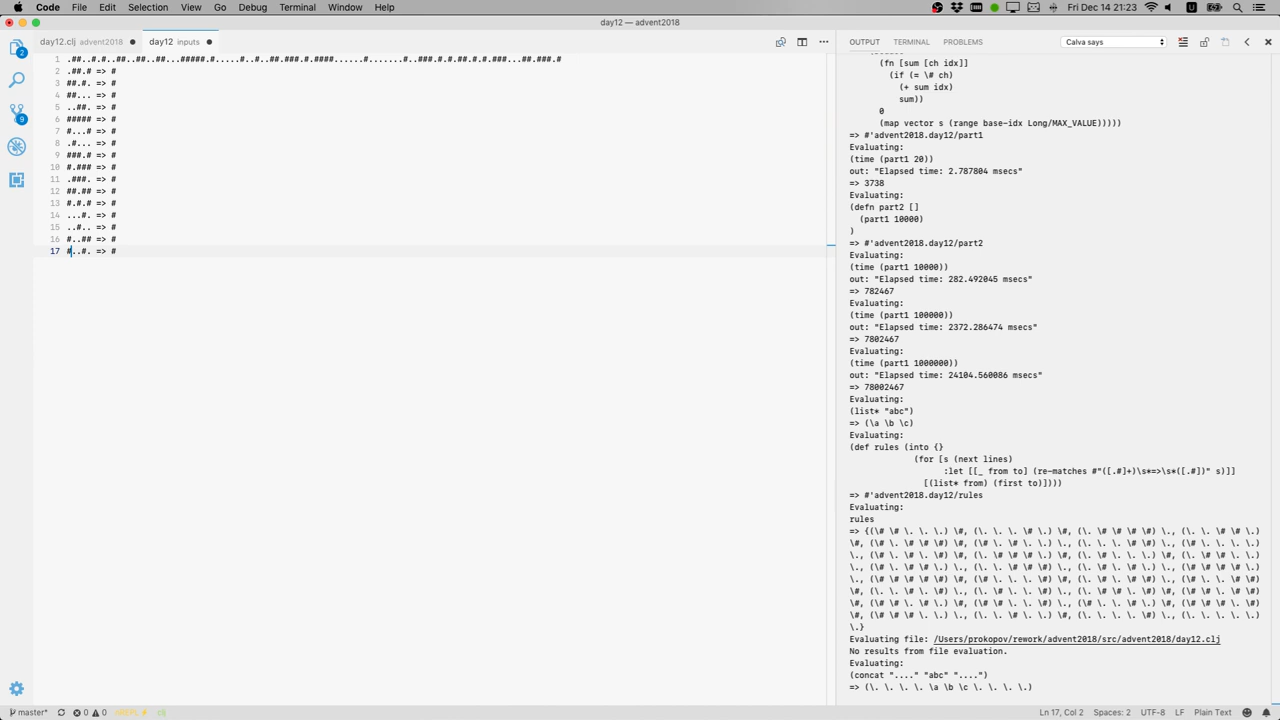 Code File Edit Selection View Go Debug Terminal Window Help Fri Dec 14 21:23
day12 — advent2018
day12.clj advent2018 day12 inputs
1 .##..#.#..##..##..##...#####.#.....#..#..##.###.#.####......#.......#..###.#.#.##.#.#.###...##.###.#
2 .##.# => #
3 ##.#. => #
4 ##... => #
5 ..##. => #
6 ##### => #
7 #...# => #
8 .#... => #
9 ###.# => #
10 #.### => #
11 .###. => #
12 ##.## => #
13 #.#.# => #
14 ...#. => #
15 ..#.. => #
16 #..## => #
17 #..#. => #
OUTPUT TERMINAL PROBLEMS Calva says
(fn [sum [ch idx]]
(if (= \# ch)
(+ sum idx)
sum))
0
(map vector s (range base-idx Long/MAX_VALUE)))))
=> #'advent2018.day12/part1
Evaluating:
(time (part1 20))
out: "Elapsed time: 2.787804 msecs"
=> 3738
Evaluating:
(defn part2 []
(part1 10000)
)
=> #'advent2018.day12/part2
Evaluating:
(time (part1 10000))
out: "Elapsed time: 282.492045 msecs"
=> 782467
Evaluating:
(time (part1 100000))
out: "Elapsed time: 2372.286474 msecs"
=> 7802467
Evaluating:
(time (part1 1000000))
out: "Elapsed time: 24104.560086 msecs"
=> 78002467
Evaluating:
(list* "abc")
=> (\a \b \c)
Evaluating:
(def rules (into {}
(for [s (next lines)
:let [[_ from to] (re-matches #"([.#]+)\s*=>\s*([.#])" s)]]
[(list* from) (first to)])))
=> #'advent2018.day12/rules
Evaluating:
rules
=> {(\# \# \. \. \.) \#, (\. \. \. \# \.) \#, (\. \# \# \# \#) \., (\. \. \# \# \.)
\#, (\# \. \# \# \#) \#, (\# \. \# \. \.) \., (\. \. \. \# \#) \., (\# \. \. \. \.)
\., (\# \. \# \. \#) \#, (\# \# \# \# \.) \., (\. \# \. \. \.) \#, (\. \# \# \. \#)
\., (\. \# \# \# \.) \#, (\. \. \# \# \#) \., (\. \# \. \# \.) \., (\# \# \. \# \#)
\., (\# \# \# \# \#) \#, (\# \. \. \. \#) \#, (\. \# \. \# \#) \., (\. \# \. \. \#)
\#, (\. \# \. \. \#) \., (\. \# \. \. \#) \., (\# \. \. \# \.) \#, (\# \. \. \# \#)
\#, (\# \# \. \# \.) \#, (\. \. \# \. \.) \#, (\# \. \# \# \.) \., (\# \# \# \. \#)
\#, (\# \# \# \. \.) \., (\. \. \. \. \#) \., (\# \# \. \. \#) \., (\. \. \. \. \.)
\.}
Evaluating file: /Users/prokopov/rework/advent2018/src/advent2018/day12.clj
No results from file evaluation.
Evaluating:
(concat "...." "abc" "....")
=> (\. \. \. \. \a \b \c \. \. \. \.)
master* 0 0 Ln 17, Col 2 Spaces: 2 UTF-8 LF Plain Text